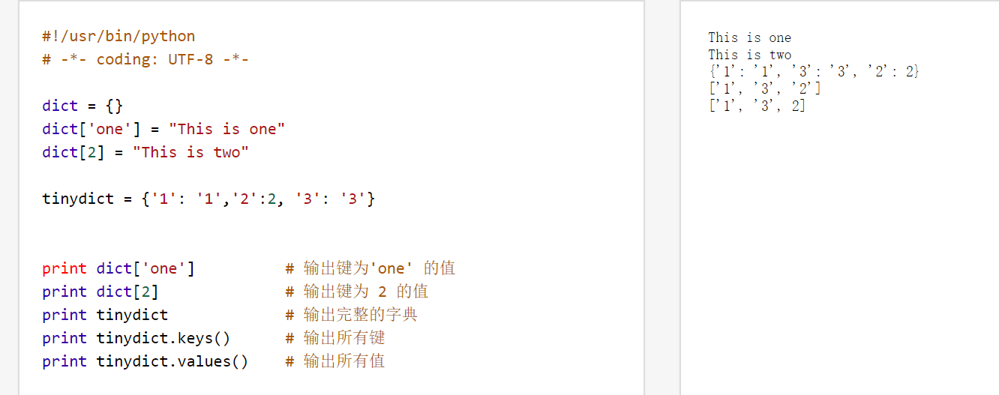 #!/usr/bin/python
# -*- coding: UTF-8 -*-
dict = {}
dict['one'] = "This is one"
dict[2] = "This is two"
tinydict = {'1': '1','2':2, '3': '3'}
print dict['one']          # 输出键为'one' 的值
print dict[2]              # 输出键为 2 的值
print tinydict             # 输出完整的字典
print tinydict.keys()      # 输出所有键
print tinydict.values()    # 输出所有值
This is one
This is two
{'1': '1', '3': '3', '2': 2}
['1', '3', '2']
['1', '3', 2]